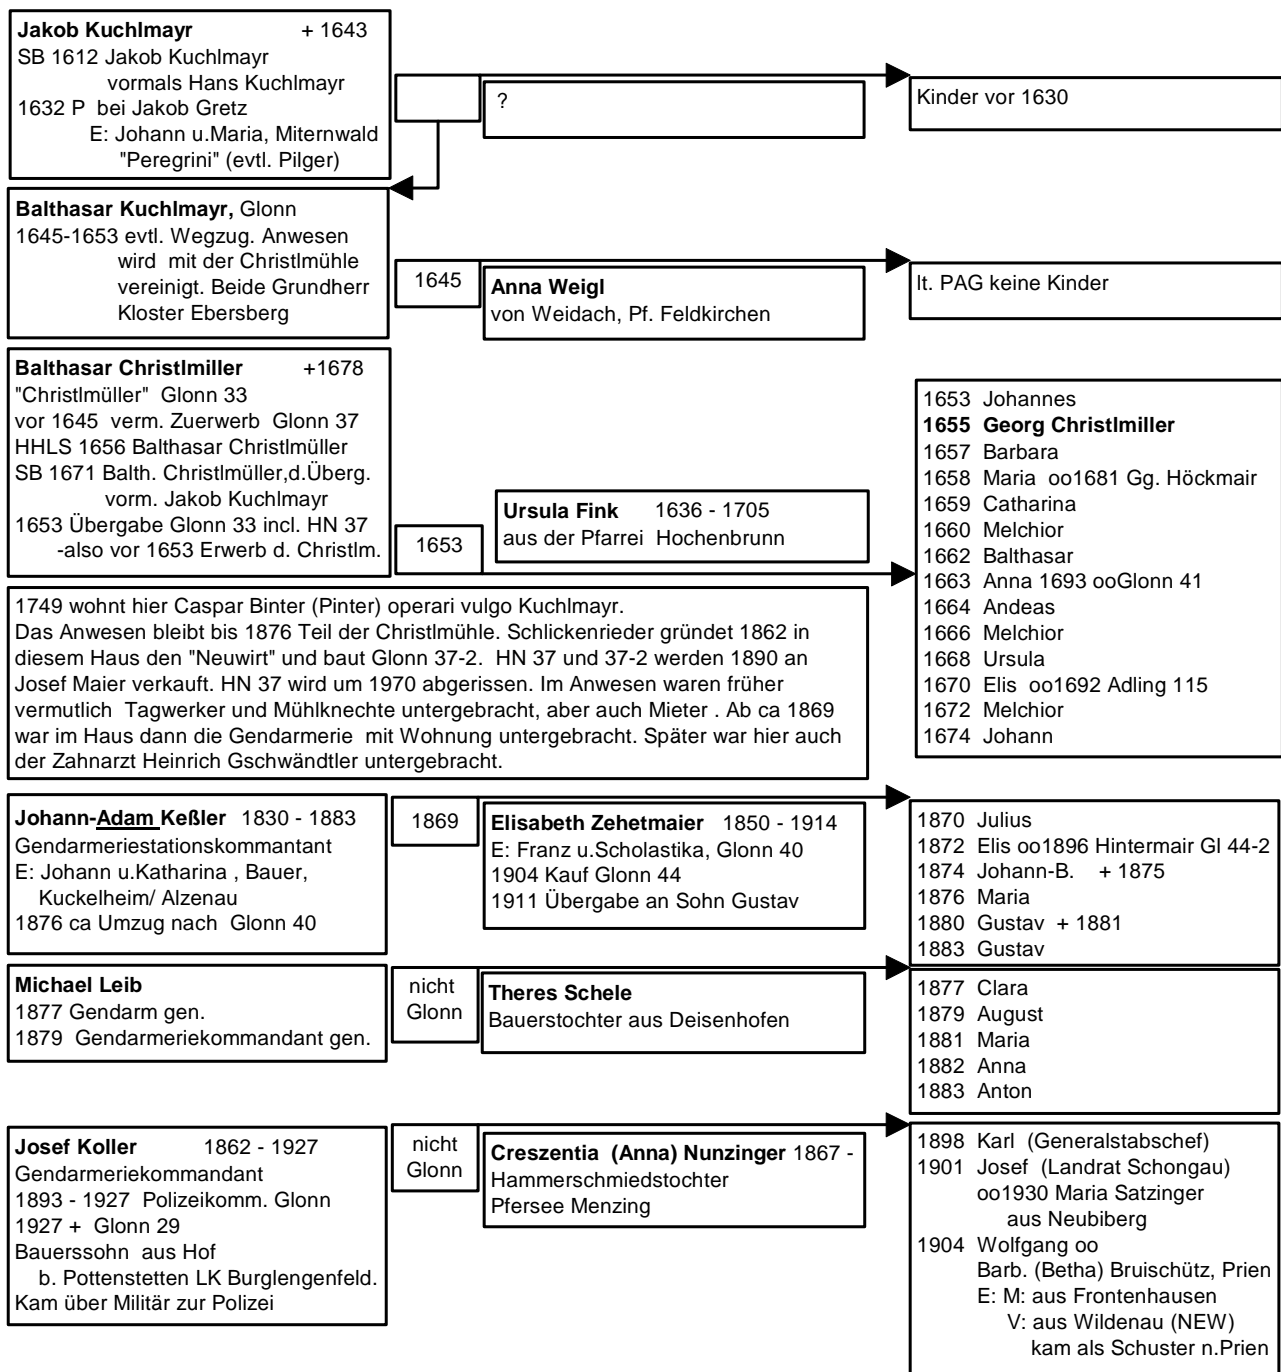 Jakob Kuchlmayr + 1643
SB 1612 Jakob Kuchlmayr
vormals Hans Kuchlmayr
1632 P bei Jakob Gretz
E: Johann u.Maria, Miternwald
"Peregrini" (evtl. Pilger)
?
Kinder vor 1630
Balthasar Kuchlmayr, Glonn
1645-1653 evtl. Wegzug. Anwesen
wird mit der Christlmühle
vereinigt. Beide Grundherr
Kloster Ebersberg
1645
Anna Weigl
von Weidach, Pf. Feldkirchen
lt. PAG keine Kinder
Balthasar Christlmiller +1678
"Christlmüller" Glonn 33
vor 1645 verm. Zuerwerb Glonn 37
HHLS 1656 Balthasar Christlmüller
SB 1671 Balth. Christlmüller,d.Überg.
vorm. Jakob Kuchlmayr
1653 Übergabe Glonn 33 incl. HN 37
-also vor 1653 Erwerb d. Christlm.
1653
Ursula Fink 1636 - 1705
aus der Pfarrei Hochenbrunn
1653 Johannes
1655 Georg Christlmiller
1657 Barbara
1658 Maria oo1681 Gg. Höckmair
1659 Catharina
1660 Melchior
1662 Balthasar
1663 Anna 1693 ooGlonn 41
1664 Andeas
1666 Melchior
1668 Ursula
1670 Elis oo1692 Adling 115
1672 Melchior
1674 Johann
1749 wohnt hier Caspar Binter (Pinter) operari vulgo Kuchlmayr.
Das Anwesen bleibt bis 1876 Teil der Christlmühle. Schlickenrieder gründet 1862 in
diesem Haus den "Neuwirt" und baut Glonn 37-2. HN 37 und 37-2 werden 1890 an
Josef Maier verkauft. HN 37 wird um 1970 abgerissen. Im Anwesen waren früher
vermutlich Tagwerker und Mühlknechte untergebracht, aber auch Mieter . Ab ca 1869
war im Haus dann die Gendarmerie mit Wohnung untergebracht. Später war hier auch
der Zahnarzt Heinrich Gschwändtler untergebracht.
Johann-Adam Keßler 1830 - 1883
Gendarmeriestationskommantant
E: Johann u.Katharina , Bauer,
Kuckelheim/ Alzenau
1876 ca Umzug nach Glonn 40
1869
Elisabeth Zehetmaier 1850 - 1914
E: Franz u.Scholastika, Glonn 40
1904 Kauf Glonn 44
1911 Übergabe an Sohn Gustav
1870 Julius
1872 Elis oo1896 Hintermair Gl 44-2
1874 Johann-B. + 1875
1876 Maria
1880 Gustav + 1881
1883 Gustav
Michael Leib
1877 Gendarm gen.
1879 Gendarmeriekommandant gen.
nicht
Glonn
Theres Schele
Bauerstochter aus Deisenhofen
1877 Clara
1879 August
1881 Maria
1882 Anna
1883 Anton
Josef Koller 1862 - 1927
Gendarmeriekommandant
1893 - 1927 Polizeikomm. Glonn
1927 + Glonn 29
Bauerssohn aus Hof
b. Pottenstetten LK Burglengenfeld.
Kam über Militär zur Polizei
nicht
Glonn
Creszentia (Anna) Nunzinger 1867 -
Hammerschmiedstochter
Pfersee Menzing
1898 Karl (Generalstabschef)
1901 Josef (Landrat Schongau)
oo1930 Maria Satzinger
aus Neubiberg
1904 Wolfgang oo
Barb. (Betha) Bruischütz, Prien
E: M: aus Frontenhausen
V: aus Wildenau (NEW)
kam als Schuster n.Prien